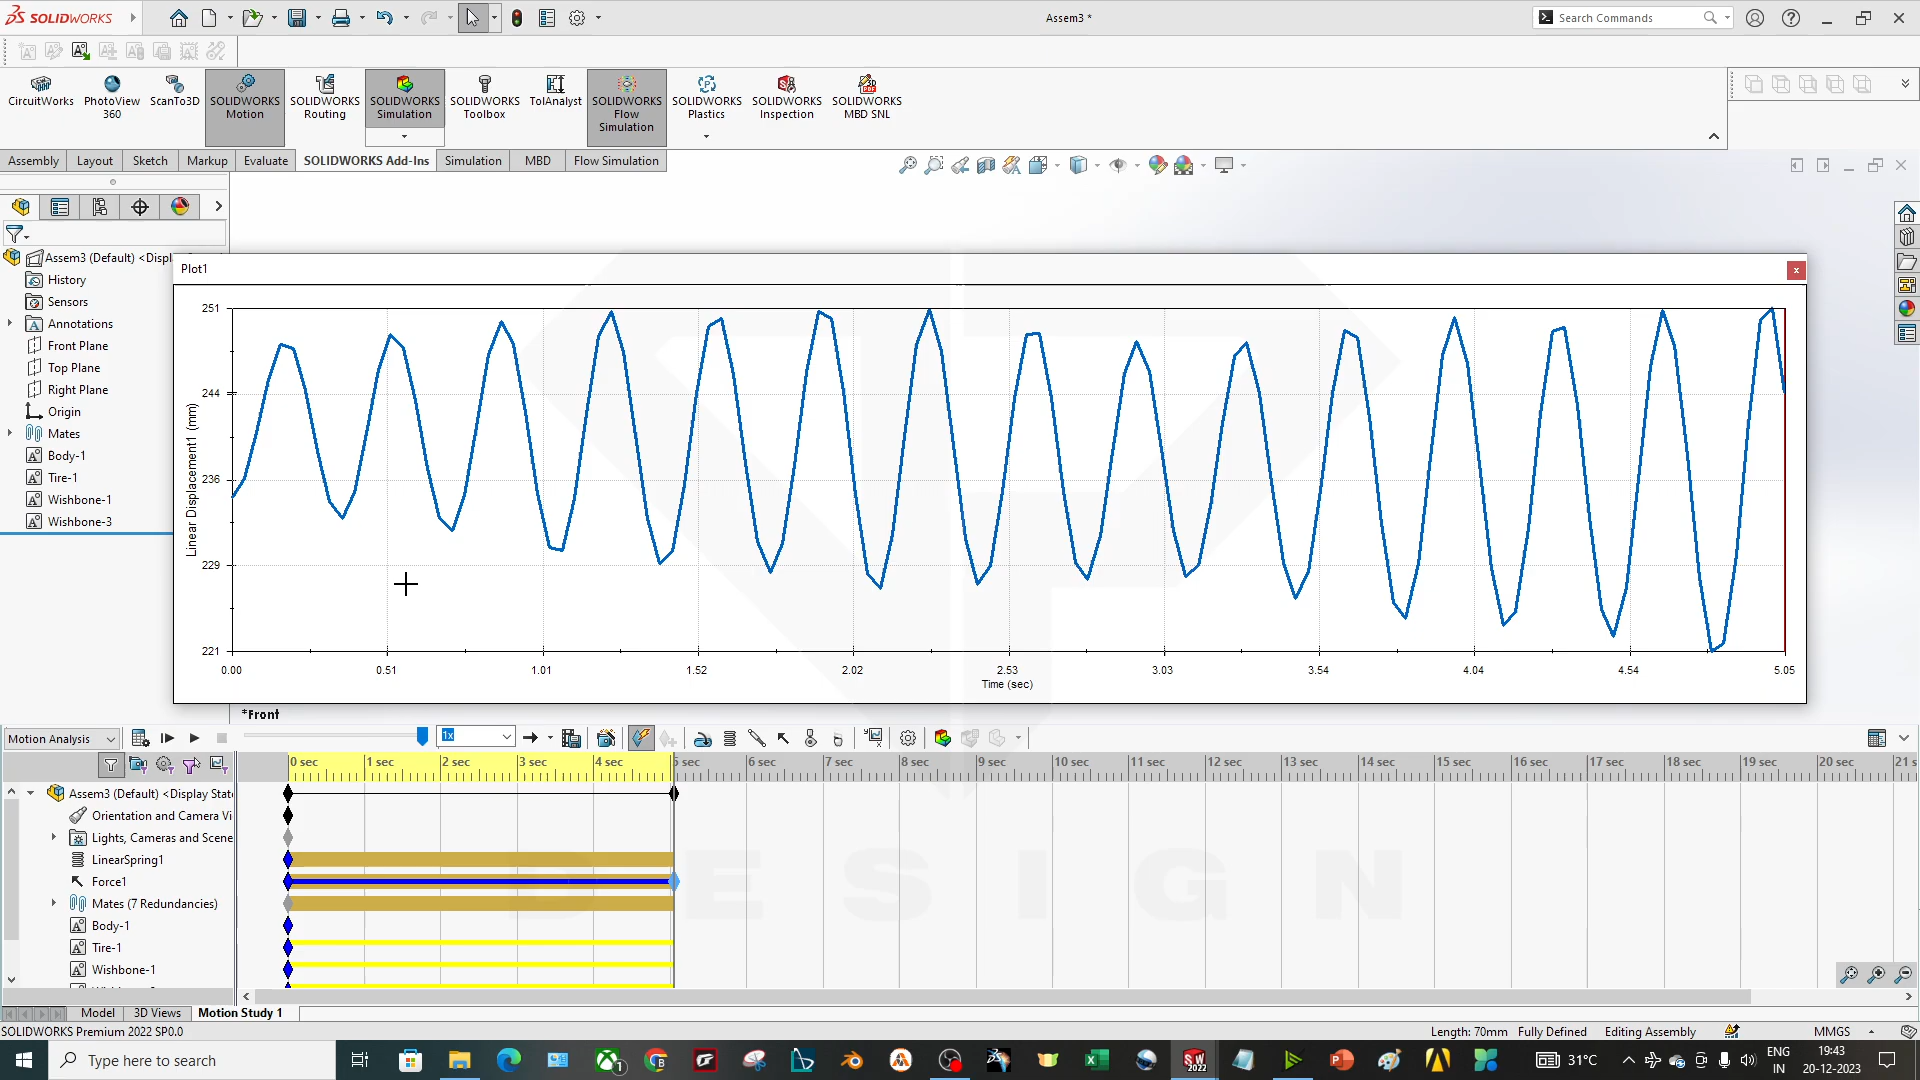 SOLIDWORKS
Assem3 *
Search Commands
CircuitWorks
PhotoView 360
ScanTo3D
SOLIDWORKS Motion
SOLIDWORKS Routing
SOLIDWORKS Simulation
SOLIDWORKS Toolbox
TolAnalyst
SOLIDWORKS Flow Simulation
SOLIDWORKS Plastics
SOLIDWORKS Inspection
SOLIDWORKS MBD SNL
Assembly Layout Sketch Markup Evaluate SOLIDWORKS Add-Ins Simulation MBD Flow Simulation
Assem3 (Default) <Displ
History
Sensors
Annotations
Front Plane
Top Plane
Right Plane
Origin
Mates
Body-1
Tire-1
Wishbone-1
Wishbone-3
Plot1
251
244
236
229
221
Linear Displacement1 (mm)
0.00 0.51 1.01 1.52 2.02 2.53 3.03 3.54 4.04 4.54 5.05
Time (sec)
*Front
Motion Analysis
1x
0 sec 1 sec 2 sec 3 sec 4 sec 5 sec 6 sec 7 sec 8 sec 9 sec 10 sec 11 sec 12 sec 13 sec 14 sec 15 sec 16 sec 17 sec 18 sec 19 sec 20 sec 21 s
Assem3 (Default) <Display State
Orientation and Camera Vi
Lights, Cameras and Scene
LinearSpring1
Force1
Mates (7 Redundancies)
Body-1
Tire-1
Wishbone-1
DESIGN
Model 3D Views Motion Study 1
SOLIDWORKS Premium 2022 SP0.0
Length: 70mm Fully Defined Editing Assembly MMGS
Type here to search
31°C
ENG
IN
19:43
20-12-2023